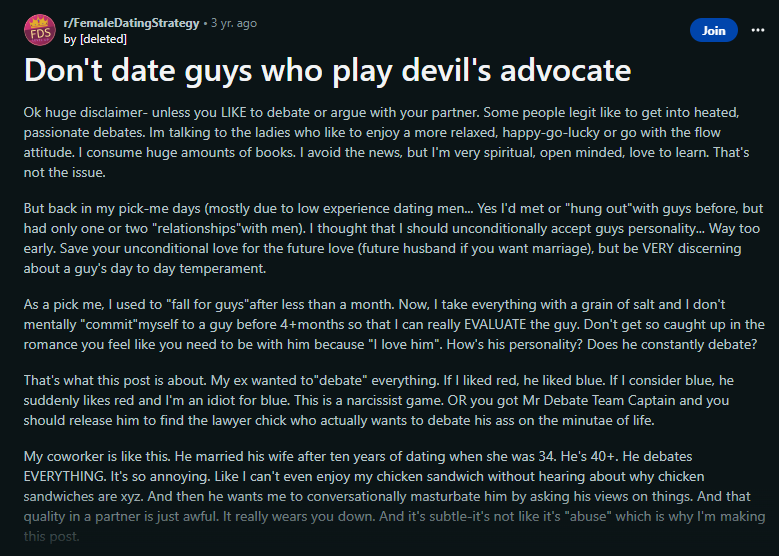 FDS
r/FemaleDatingStrategy • 3 yr. ago
by [deleted]
Join
Don't date guys who play devil's advocate
Ok huge disclaimer- unless you LIKE to debate or argue with your partner. Some people legit like to get into heated,
passionate debates. Im talking to the ladies who like to enjoy a more relaxed, happy-go-lucky or go with the flow
attitude. I consume huge amounts of books. I avoid the news, but I'm very spiritual, open minded, love to learn. That's
not the issue.
But back in my pick-me days (mostly due to low experience dating men... Yes I'd met or "hung out"with guys before, but
had only one or two "relationships"with men). I thought that I should unconditionally accept guys personality... Way too
early. Save your unconditional love for the future love (future husband if you want marriage), but be VERY discerning
about a guy's day to day temperament.
As a pick me, I used to "fall for guys"after less than a month. Now, I take everything with a grain of salt and I don't
mentally "commit"myself to a guy before 4+months so that I can really EVALUATE the guy. Don't get so caught up in the
romance you feel like you need to be with him because "I love him". How's his personality? Does he constantly debate?
That's what this post is about. My ex wanted to"debate" everything. If I liked red, he liked blue. If I consider blue, he
suddenly likes red and I'm an idiot for blue. This is a narcissist game. OR you got Mr Debate Team Captain and you
should release him to find the lawyer chick who actually wants to debate his ass on the minutae of life.
My coworker is like this. He married his wife after ten years of dating when she was 34. He's 40+. He debates
EVERYTHING. It's so annoying. Like I can't even enjoy my chicken sandwich without hearing about why chicken
sandwiches are xyz. And then he wants me to conversationally masturbate him by asking his views on things. And that
quality in a partner is just awful. It really wears you down. And it's subtle-it's not like it's "abuse" which is why I'm making
this post.